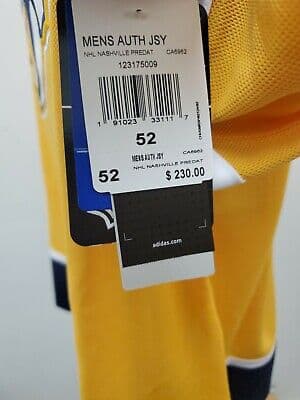 MENS AUTH JSY
NHL NASHVILLE PREDAT CA6962
123175009
1 91023 33111 7
52
MENS AUTH JSY CA6962
NHL NASHVILLE PREDAT
52 $ 230.00
adidas.com